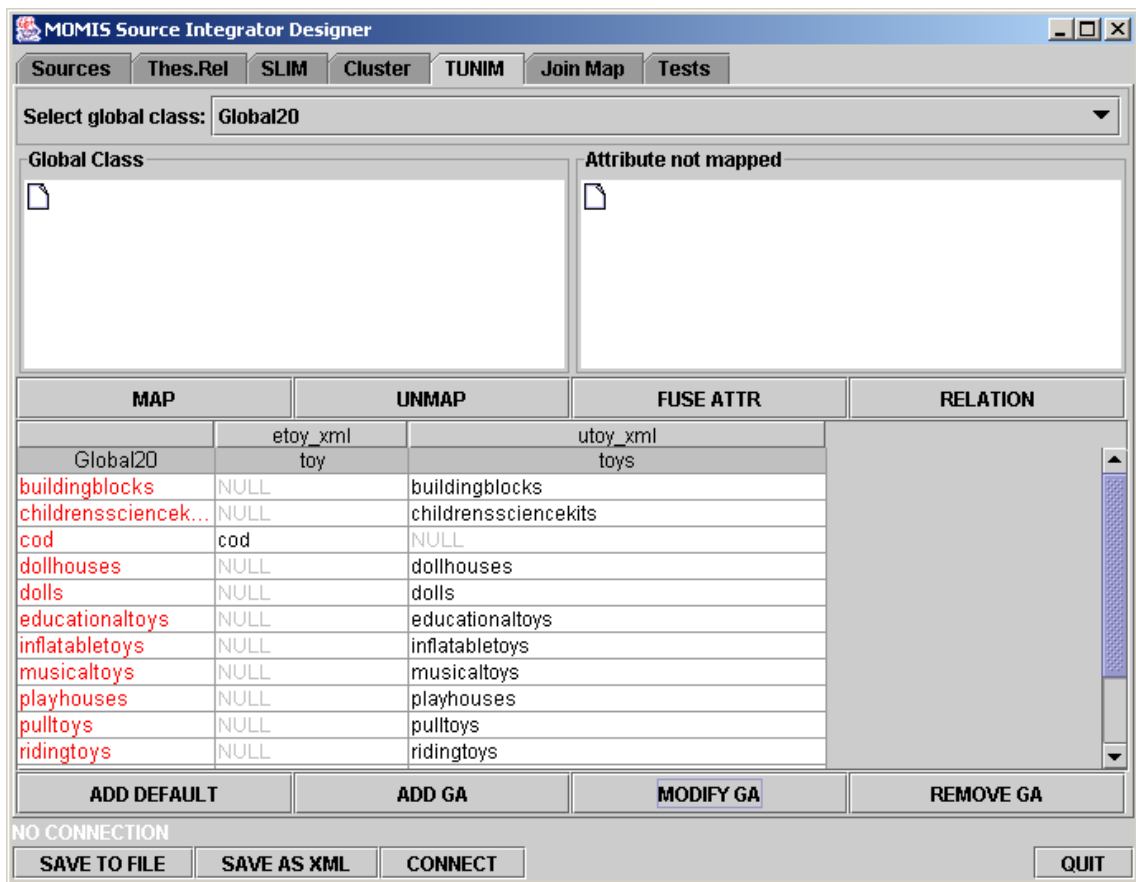 MOMIS Source Integrator Designer
Sources Thes.Rel SLIM Cluster TUNIM Join Map Tests
Select global class: Global20
Global Class Attribute not mapped
MAP UNMAP FUSE ATTR RELATION
etoy_xml utoy_xml
Global20 toy toys
buildingblocks NULL buildingblocks
childrenssciencek... NULL childrenssciencekits
cod cod NULL
dollhouses NULL dollhouses
dolls NULL dolls
educationaltoys NULL educationaltoys
inflatabletoys NULL inflatabletoys
musicaltoys NULL musicaltoys
playhouses NULL playhouses
pulltoys NULL pulltoys
ridingtoys NULL ridingtoys
ADD DEFAULT ADD GA MODIFY GA REMOVE GA
NO CONNECTION
SAVE TO FILE SAVE AS XML CONNECT QUIT